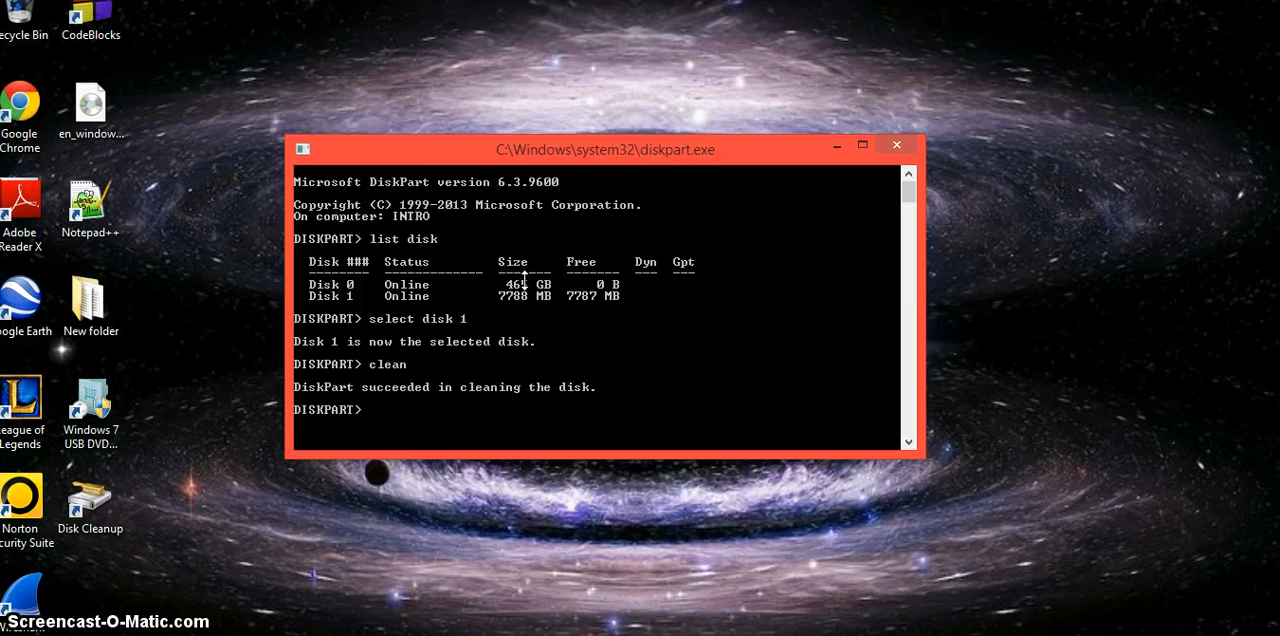 ecycle Bin
CodeBlocks
Google
Chrome
en_window...
Adobe
Reader X
Notepad++
oogle Earth
New folder
eague of
Legends
Windows 7
USB DVD...
Norton
curity Suite
Disk Cleanup
C:\Windows\system32\diskpart.exe
Microsoft DiskPart version 6.3.9600
Copyright (C) 1999-2013 Microsoft Corporation.
On computer: INTRO
DISKPART> list disk
Disk ### Status Size Free Dyn Gpt
-------- ------------- ------- ------- --- ---
Disk 0 Online 465 GB 0 B
Disk 1 Online 7788 MB 7787 MB
DISKPART> select disk 1
Disk 1 is now the selected disk.
DISKPART> clean
DiskPart succeeded in cleaning the disk.
DISKPART>
Screencast-O-Matic.com